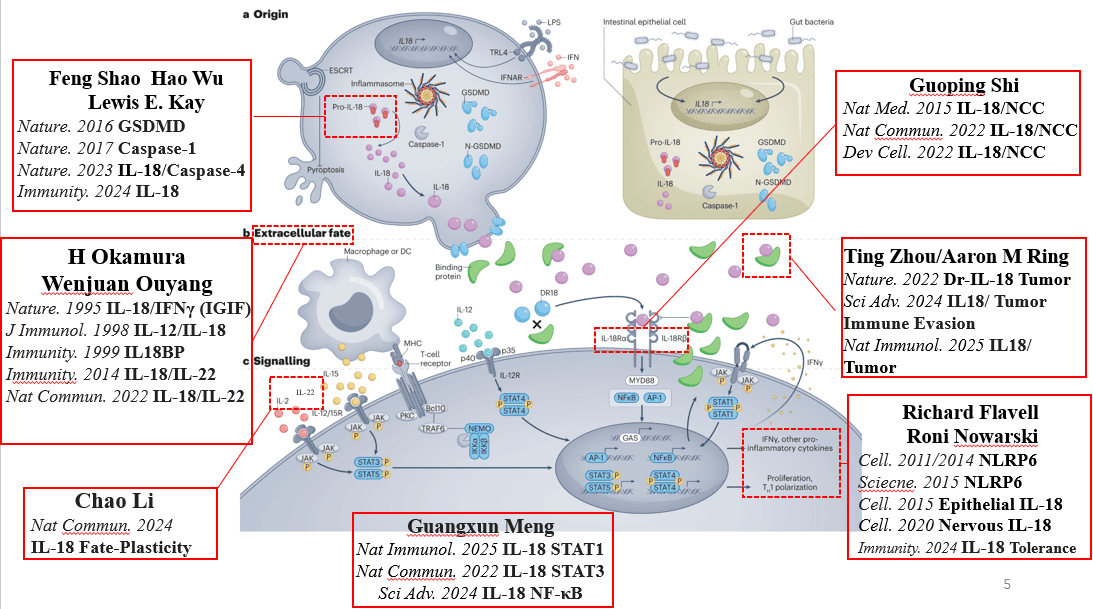 a Origin
LPS
TRL4
IFN
IFNAR
IL18
ESCRT
Inflammasome
GSDMD
Pro-IL-18
Caspase-1
N-GSDMD
IL-18
IL-18
Pyroptosis
Intestinal epithelial cell
Gut bacteria
IL18
Pro-IL-18
GSDMD
IL-18
N-GSDMD
Caspase-1
Feng Shao Hao Wu
Lewis E. Kay
Nature. 2016 GSDMD
Nature. 2017 Caspase-1
Nature. 2023 IL-18/Caspase-4
Immunity. 2024 IL-18
Guoping Shi
Nat Med. 2015 IL-18/NCC
Nat Commun. 2022 IL-18/NCC
Dev Cell. 2022 IL-18/NCC
b Extracellular fate
Macrophage or DC
Binding
protein
DR18
IL-12
p40
p35
IL-12R
IL-18Rα
IL-18Rβ
H Okamura
Wenjuan Ouyang
Nature. 1995 IL-18/IFNγ (IGIF)
J Immunol. 1998 IL-12/IL-18
Immunity. 1999 IL18BP
Immunity. 2014 IL-18/IL-22
Nat Commun. 2022 IL-18/IL-22
Ting Zhou/Aaron M Ring
Nature. 2022 Dr-IL-18 Tumor
Sci Adv. 2024 IL18/ Tumor
Immune Evasion
Nat Immunol. 2025 IL18/
Tumor
c Signalling
MHC
T-cell
receptor
IL-15
IL-22
IL-2
IL-12/15R
JAK
JAK
P
JAK
JAK
P
STAT3 P
STAT5 P
PKC
Bcl10
TRAF6
NEMO
IKKα
IKKβ
STAT4 P
STAT4
MYD88
NFκB
AP-1
JAK
JAK
P
IFNγ
STAT1 P
STAT1
GAS
AP-1
NFκB
STAT3 P
STAT5 P
STAT4 P
STAT4
IFNγ, other pro-
inflammatory cytokines
Proliferation,
TH1 polarization
Richard Flavell
Roni Nowarski
Cell. 2011/2014 NLRP6
Sciecne. 2015 NLRP6
Cell. 2015 Epithelial IL-18
Cell. 2020 Nervous IL-18
Immunity. 2024 IL-18 Tolerance
Chao Li
Nat Commun. 2024
IL-18 Fate-Plasticity
Guangxun Meng
Nat Immunol. 2025 IL-18 STAT1
Nat Commun. 2022 IL-18 STAT3
Sci Adv. 2024 IL-18 NF-κB
5